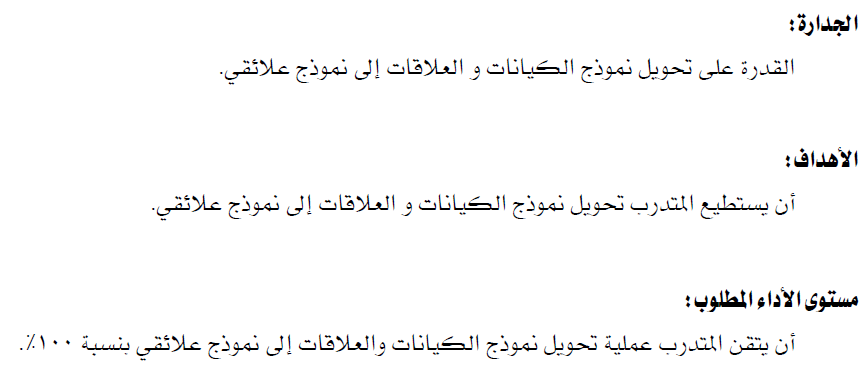 الجدارة:
القدرة على تحويل نموذج الكيانات و العلاقات إلى نموذج علائقي.
الأهداف:
أن يستطيع المتدرب تحويل نموذج الكيانات و العلاقات إلى نموذج علائقي.
مستوى الأداء المطلوب:
أن يتقن المتدرب عملية تحويل نموذج الكيانات والعلاقات إلى نموذج علائقي بنسبة ١٠٠٪.